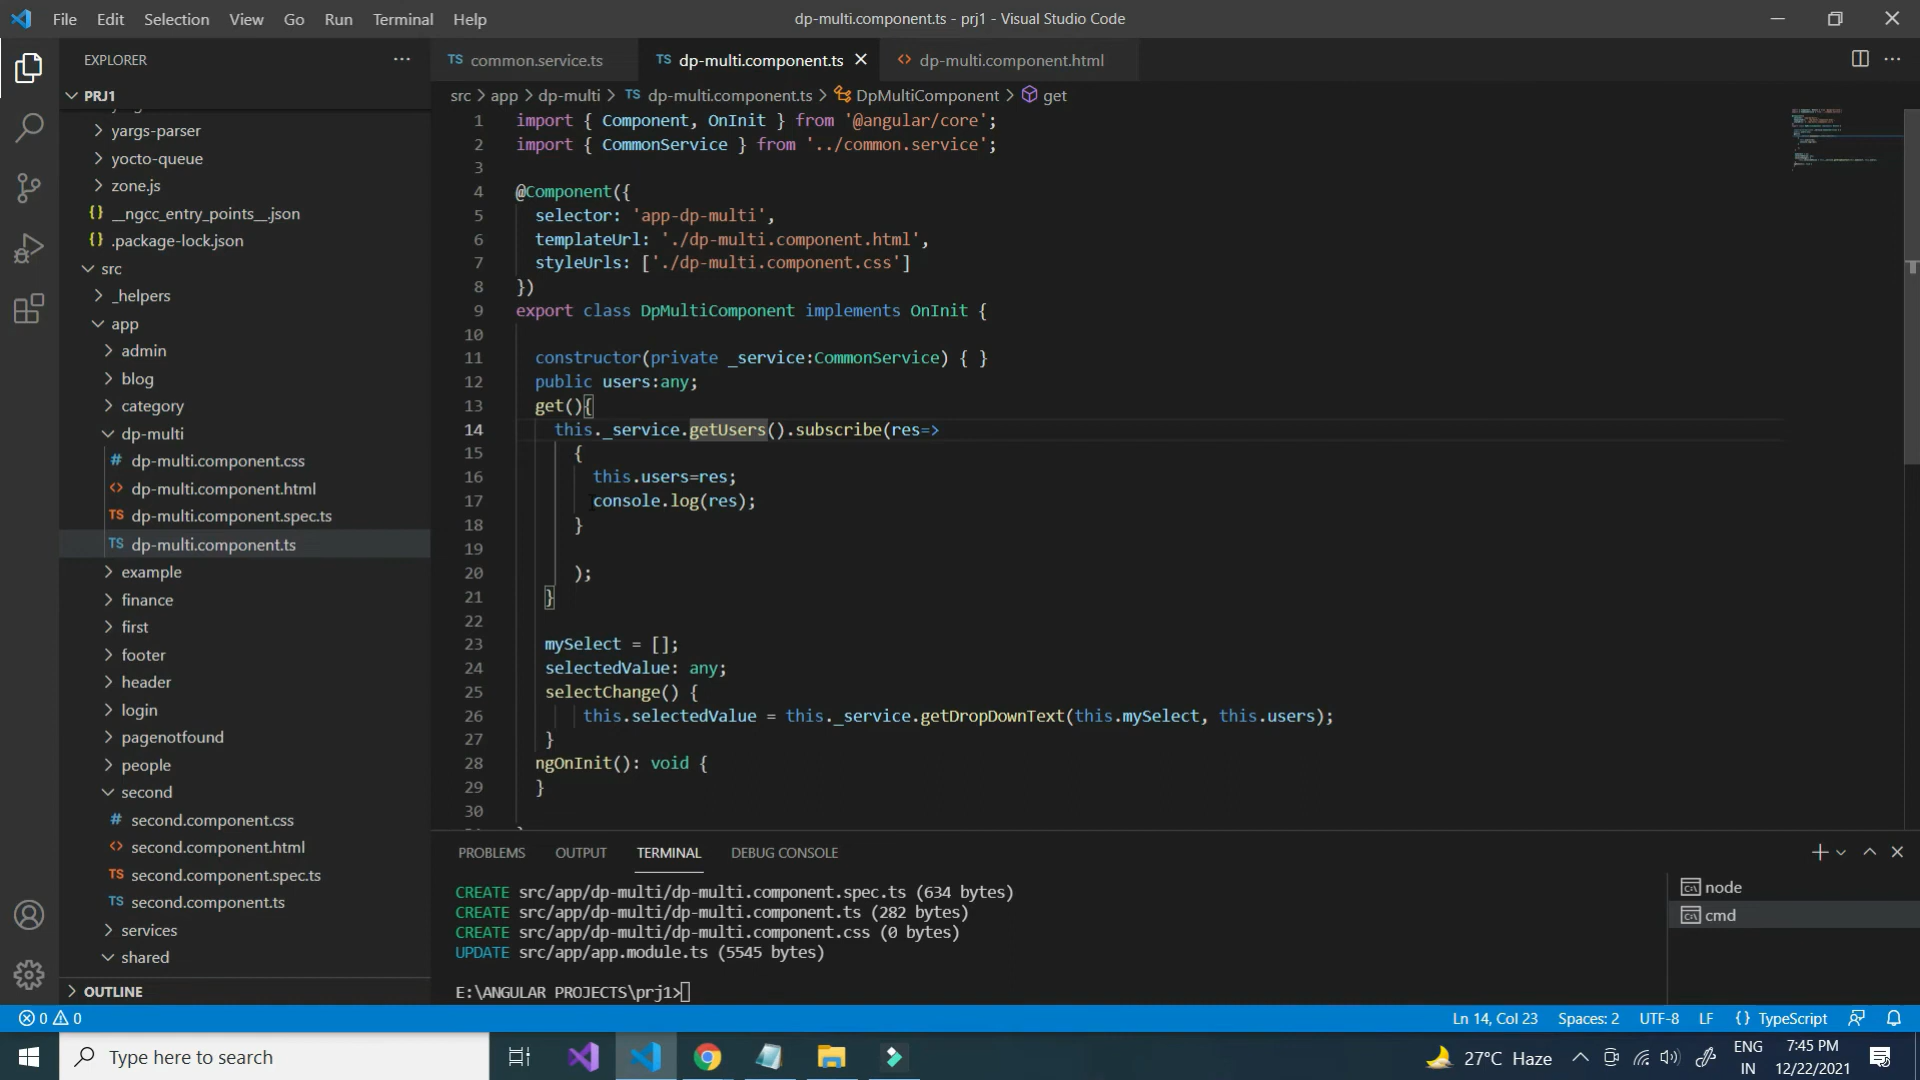 File Edit Selection View Go Run Terminal Help
dp-multi.component.ts - prj1 - Visual Studio Code
EXPLORER
PRJ1
yargs-parser
yocto-queue
zone.js
__ngcc_entry_points__.json
.package-lock.json
src
_helpers
app
admin
blog
category
dp-multi
dp-multi.component.css
dp-multi.component.html
TS dp-multi.component.spec.ts
TS dp-multi.component.ts
example
finance
first
footer
header
login
pagenotfound
people
second
# second.component.css
second.component.html
TS second.component.spec.ts
TS second.component.ts
services
shared
OUTLINE
TS common.service.ts
TS dp-multi.component.ts
dp-multi.component.html
src > app > dp-multi > TS dp-multi.component.ts > DpMultiComponent > get
1 import { Component, OnInit } from '@angular/core';
2 import { CommonService } from '../common.service';
3
4 @Component({
5 selector: 'app-dp-multi',
6 templateUrl: './dp-multi.component.html',
7 styleUrls: ['./dp-multi.component.css']
8 })
9 export class DpMultiComponent implements OnInit {
10
11 constructor(private _service:CommonService) { }
12 public users:any;
13 get(){
14 this._service.getUsers().subscribe(res=>
15 {
16 this.users=res;
17 console.log(res);
18 }
19
20 );
21 }
22
23 mySelect = [];
24 selectedValue: any;
25 selectChange() {
26 this.selectedValue = this._service.getDropDownText(this.mySelect, this.users);
27 }
28 ngOnInit(): void {
29 }
30
PROBLEMS OUTPUT TERMINAL DEBUG CONSOLE
CREATE src/app/dp-multi/dp-multi.component.spec.ts (634 bytes)
CREATE src/app/dp-multi/dp-multi.component.ts (282 bytes)
CREATE src/app/dp-multi/dp-multi.component.css (0 bytes)
UPDATE src/app/app.module.ts (5545 bytes)
E:\ANGULAR PROJECTS\prj1>
node
cmd
0 0
Ln 14, Col 23 Spaces: 2 UTF-8 LF {} TypeScript
Type here to search
27°C Haze
ENG
IN
7:45 PM
12/22/2021